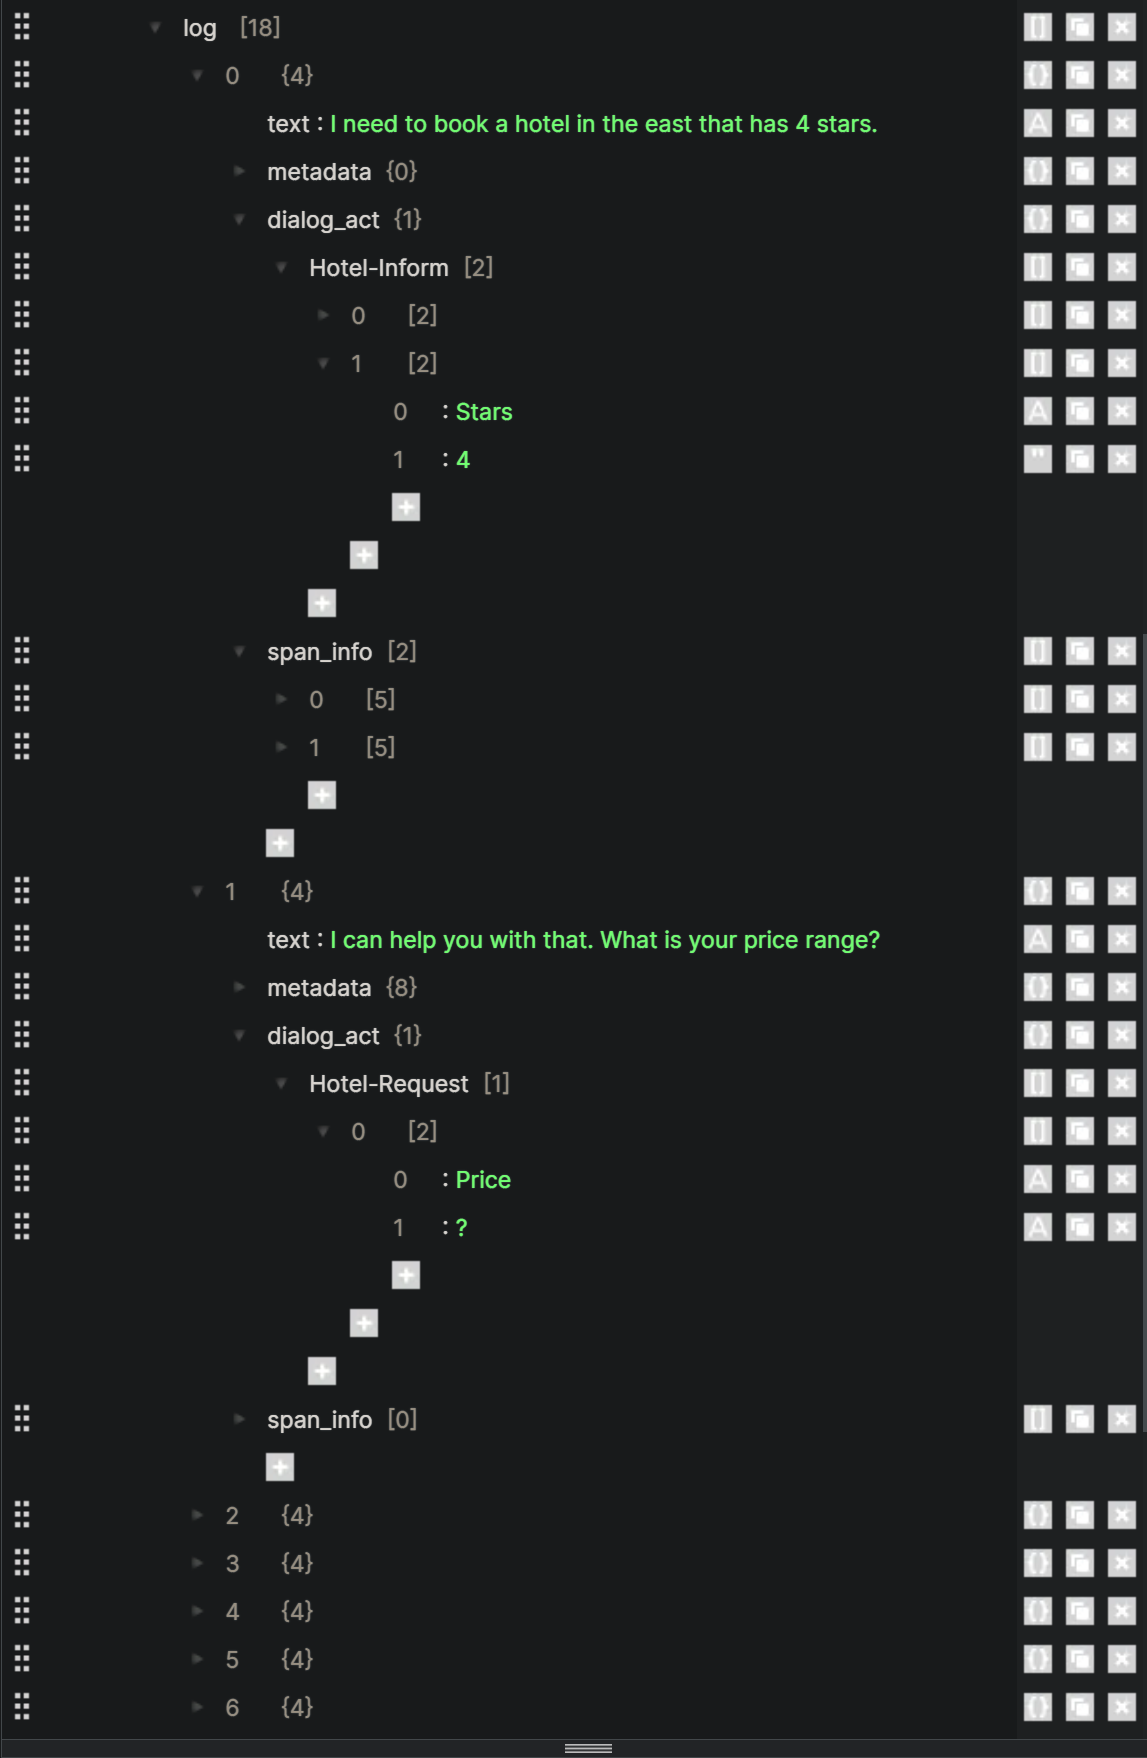 log [18]
0 {4}
text : I need to book a hotel in the east that has 4 stars.
metadata {0}
dialog_act {1}
Hotel-Inform [2]
0 [2]
1 [2]
0 : Stars
1 : 4
span_info [2]
0 [5]
1 [5]
1 {4}
text : I can help you with that. What is your price range?
metadata {8}
dialog_act {1}
Hotel-Request [1]
0 [2]
0 : Price
1 : ?
span_info [0]
2 {4}
3 {4}
4 {4}
5 {4}
6 {4}